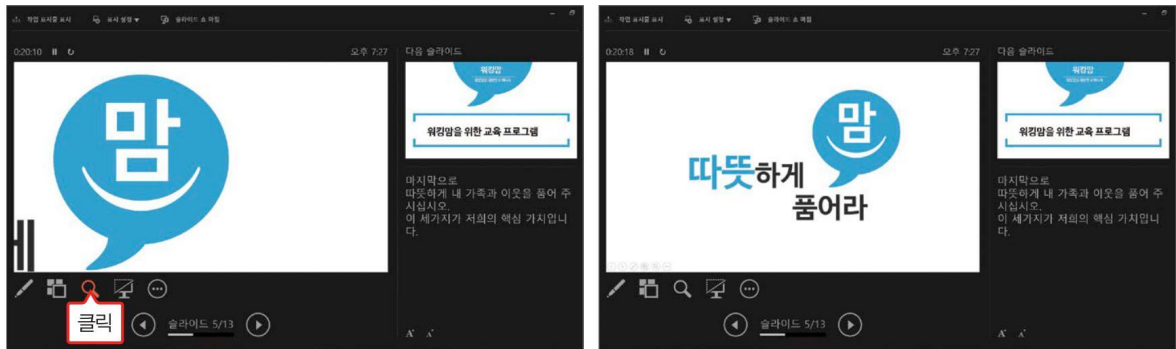 작업 표시줄 표시 표시 설정 ▼ 슬라이드 쇼 마침
0:20:10 오후 7:27
맘
게
클릭
슬라이드 5/13
다음 슬라이드
워킹맘
워킹맘을 위한 교육 프로그램
마지막으로
따뜻하게 내 가족과 이웃을 품어 주
시십시오.
이 세가지가 저희의 핵심 가치입니
다.
A A
작업 표시줄 표시 표시 설정 ▼ 슬라이드 쇼 마침
0:20:18 오후 7:27
맘
따뜻하게
품어라
슬라이드 5/13
다음 슬라이드
워킹맘
워킹맘을 위한 교육 프로그램
마지막으로
따뜻하게 내 가족과 이웃을 품어 주
시십시오.
이 세가지가 저희의 핵심 가치입니
다.
A A